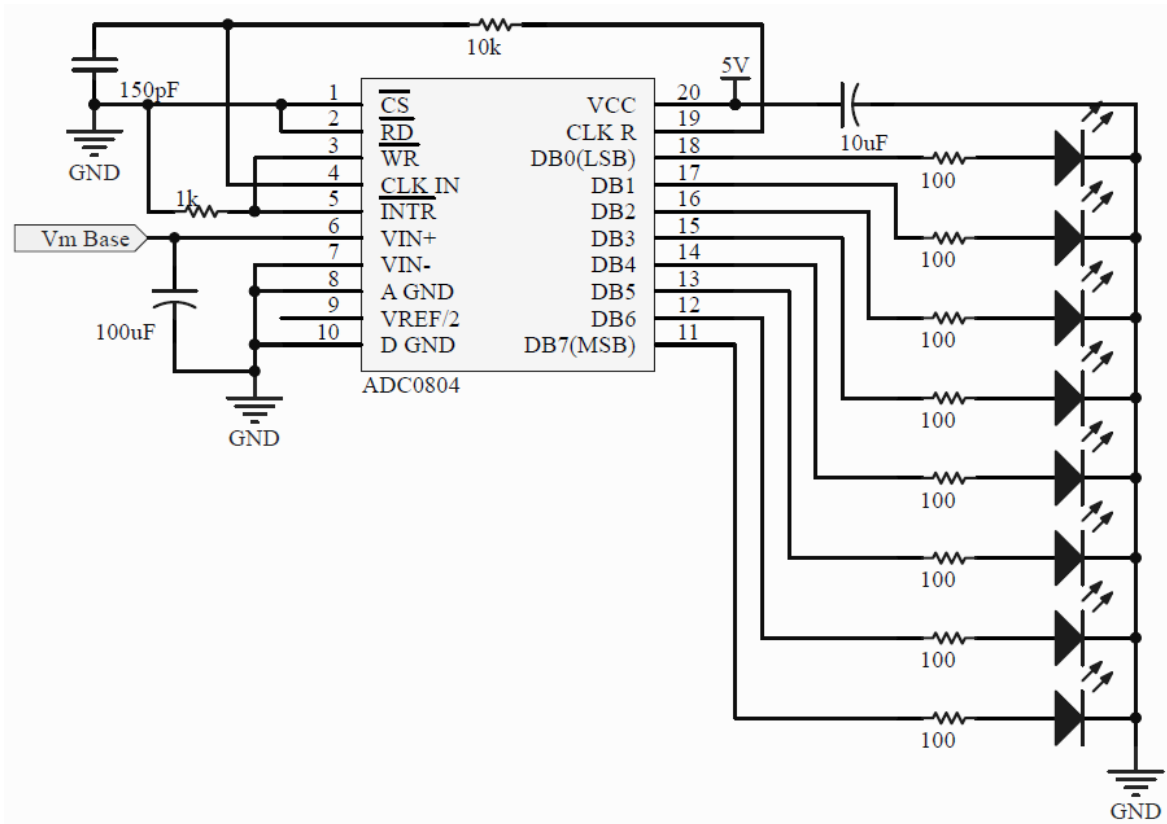 10k
150pF
GND
1k
Vm Base
100uF
GND
1 CS
2 RD
3 WR
4 CLK IN
5 INTR
6 VIN+
7 VIN-
8 A GND
9 VREF/2
10 D GND
VCC 20
CLK R 19
DB0(LSB) 18
DB1 17
DB2 16
DB3 15
DB4 14
DB5 13
DB6 12
DB7(MSB) 11
ADC0804
5V
10uF
100
100
100
100
100
100
100
100
GND